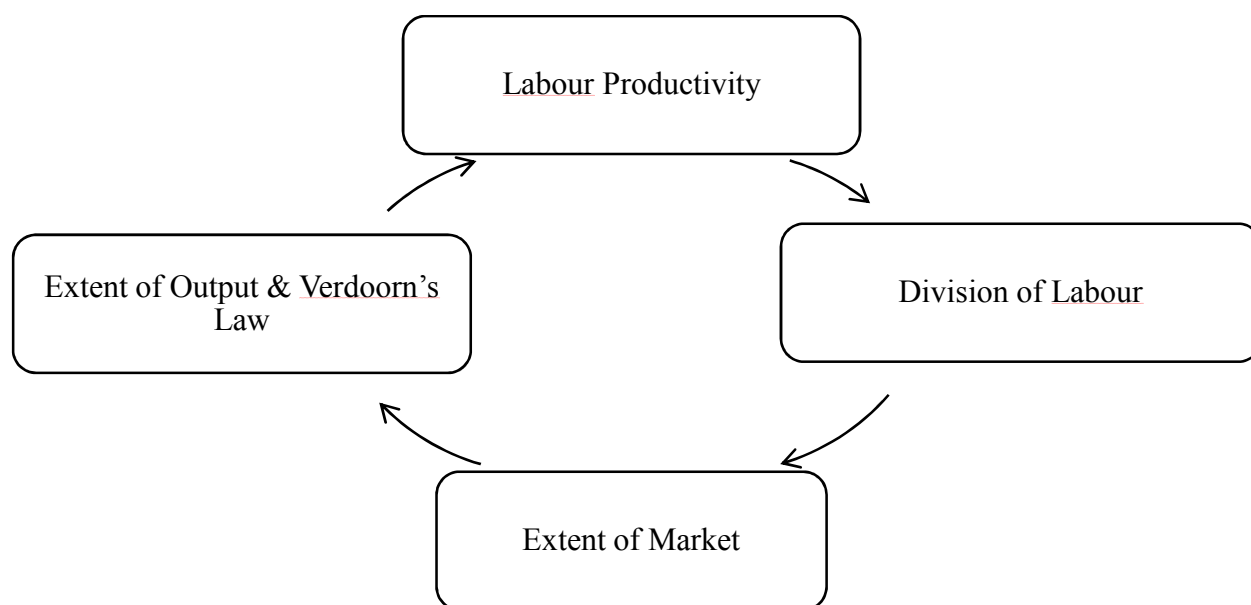 Labour Productivity
Extent of Output & Verdoorn’s
Law
Division of Labour
Extent of Market